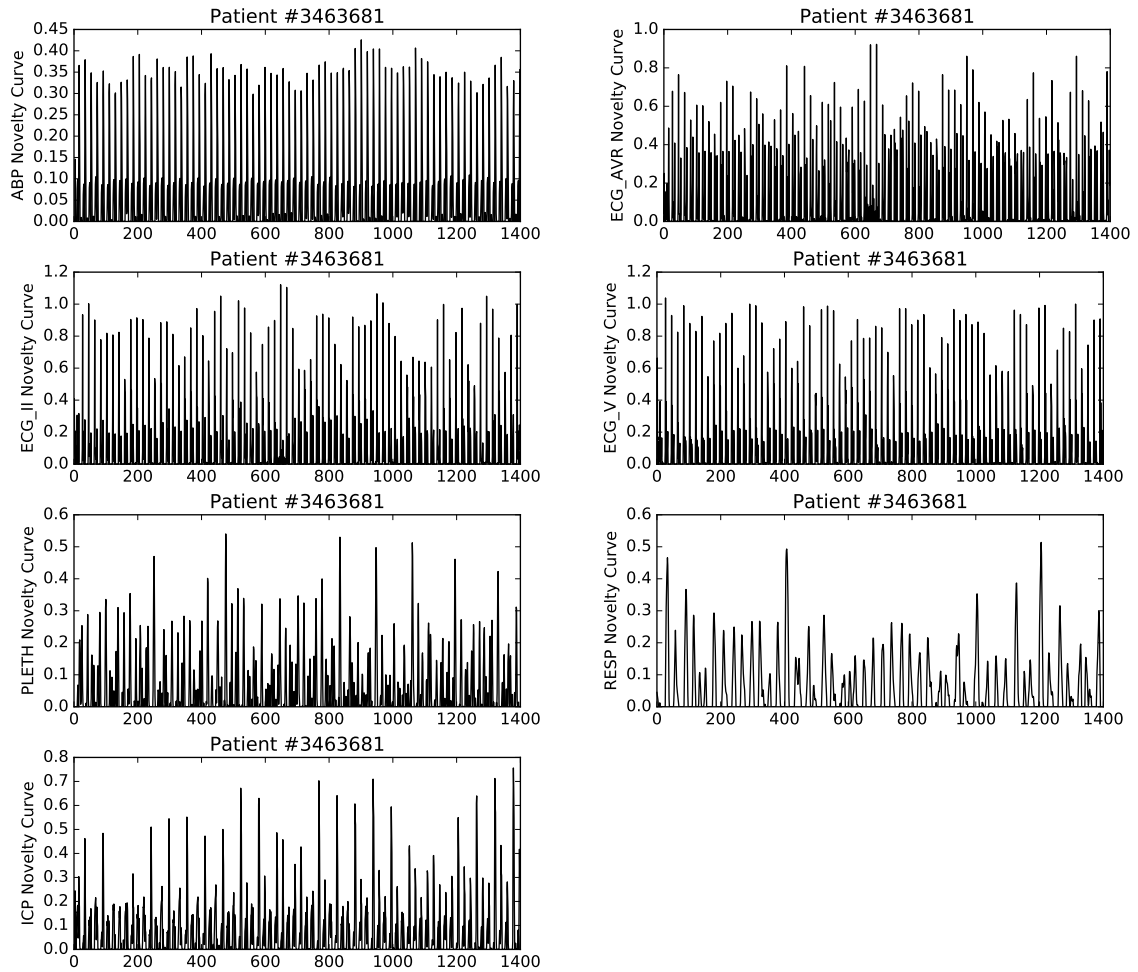 Patient #3463681
ABP Novelty Curve
0.45
0.40
0.35
0.30
0.25
0.20
0.15
0.10
0.05
0.00
0 200 400 600 800 1000 1200 1400
Patient #3463681
ECG_AVR Novelty Curve
1.0
0.8
0.6
0.4
0.2
0.0
0 200 400 600 800 1000 1200 1400
Patient #3463681
ECG_II Novelty Curve
1.2
1.0
0.8
0.6
0.4
0.2
0.0
0 200 400 600 800 1000 1200 1400
Patient #3463681
ECG_V Novelty Curve
1.2
1.0
0.8
0.6
0.4
0.2
0.0
0 200 400 600 800 1000 1200 1400
Patient #3463681
PLETH Novelty Curve
0.6
0.5
0.4
0.3
0.2
0.1
0.0
0 200 400 600 800 1000 1200 1400
Patient #3463681
RESP Novelty Curve
0.6
0.5
0.4
0.3
0.2
0.1
0.0
0 200 400 600 800 1000 1200 1400
Patient #3463681
ICP Novelty Curve
0.8
0.7
0.6
0.5
0.4
0.3
0.2
0.1
0.0
0 200 400 600 800 1000 1200 1400